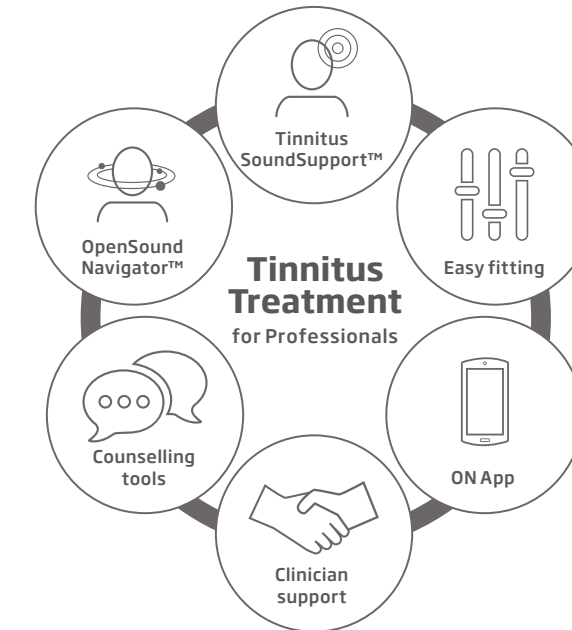 Tinnitus
SoundSupport™
OpenSound
Navigator™
Easy fitting
Tinnitus
Treatment
for Professionals
Counselling
tools
ON App
Clinician
support